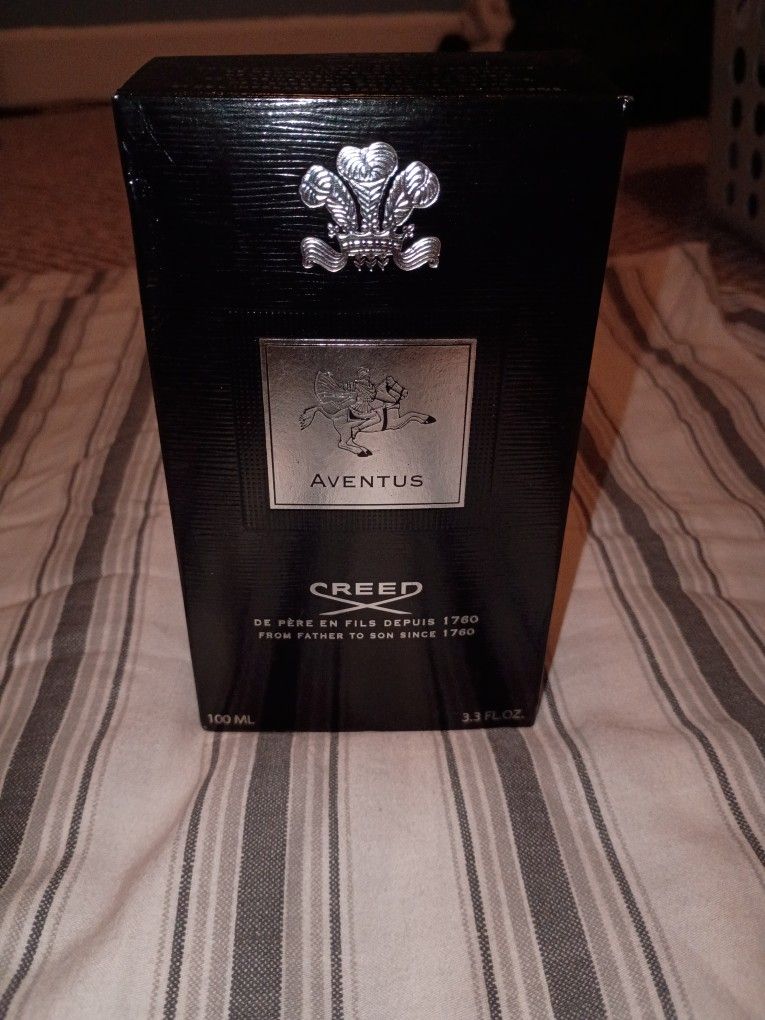 AVENTUS
CREED
DE PÈRE EN FILS DEPUIS 1760
FROM FATHER TO SON SINCE 1760
100 ML
3.3 FL.OZ.